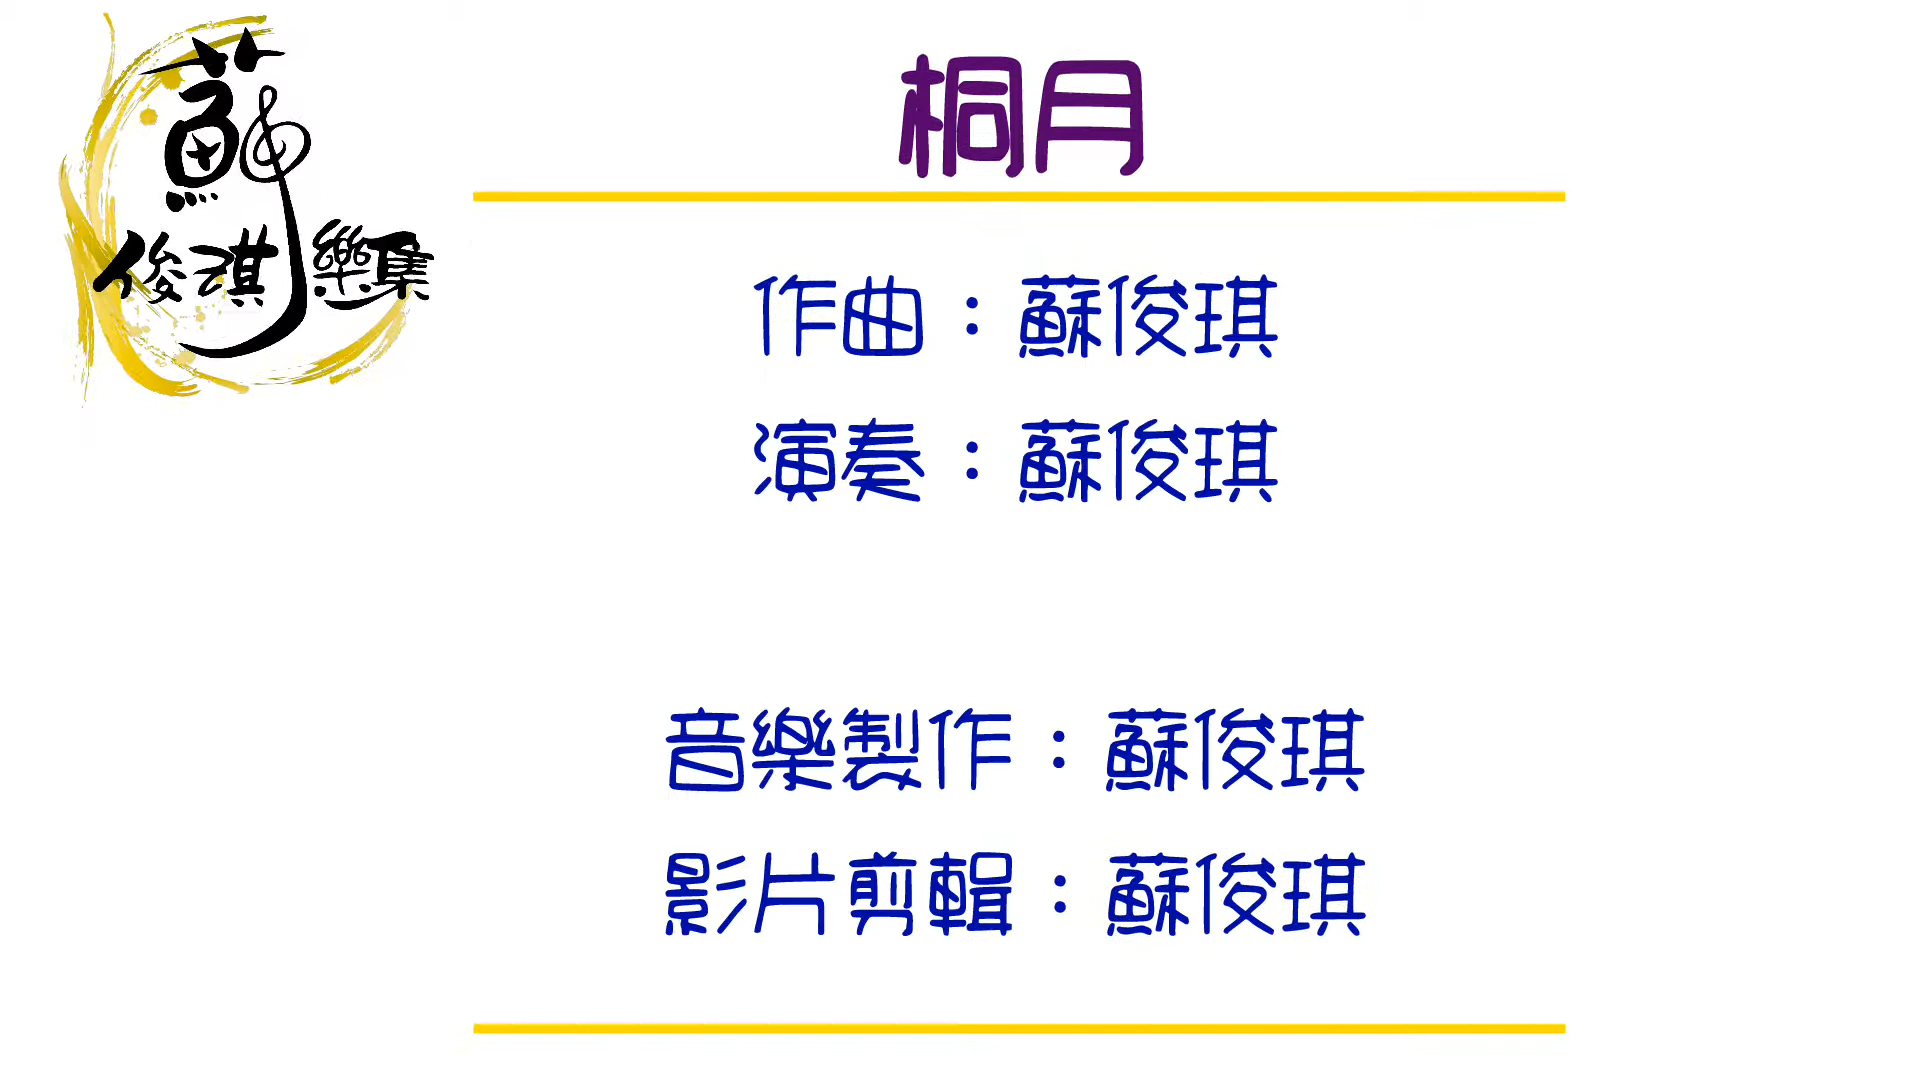 蘇
俊琪樂集
桐月
作曲：蘇俊琪
演奏：蘇俊琪
音樂製作：蘇俊琪
影片剪輯：蘇俊琪